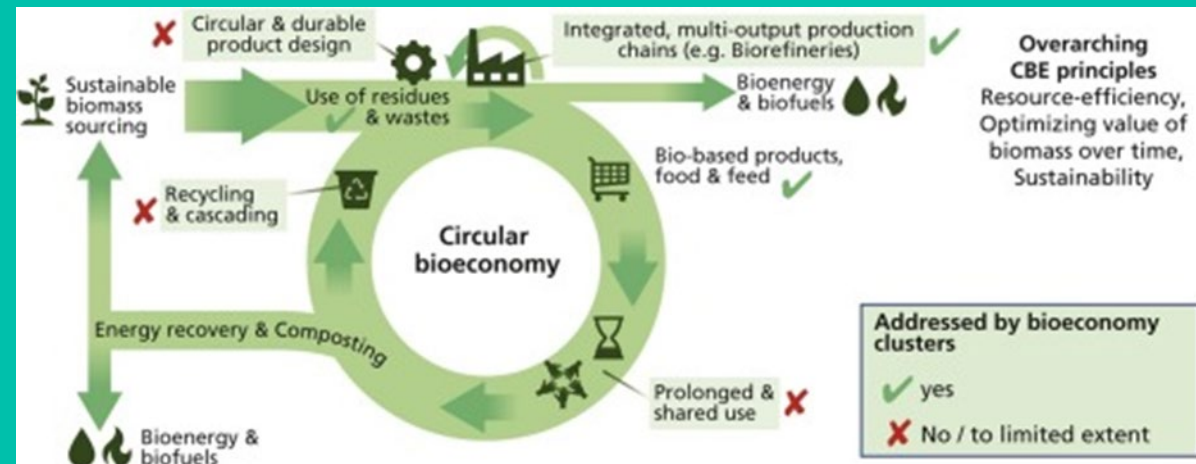 Circular & durable
product design
Integrated, multi-output production
chains (e.g. Biorefineries)
Overarching
CBE principles
Resource-efficiency,
Optimizing value of
biomass over time,
Sustainability
Sustainable
biomass
sourcing
Use of residues
& wastes
Bioenergy
& biofuels
Bio-based products,
food & feed
Recycling
& cascading
Circular
bioeconomy
Energy recovery & Composting
Prolonged &
shared use
Bioenergy &
biofuels
Addressed by bioeconomy
clusters
yes
No / to limited extent